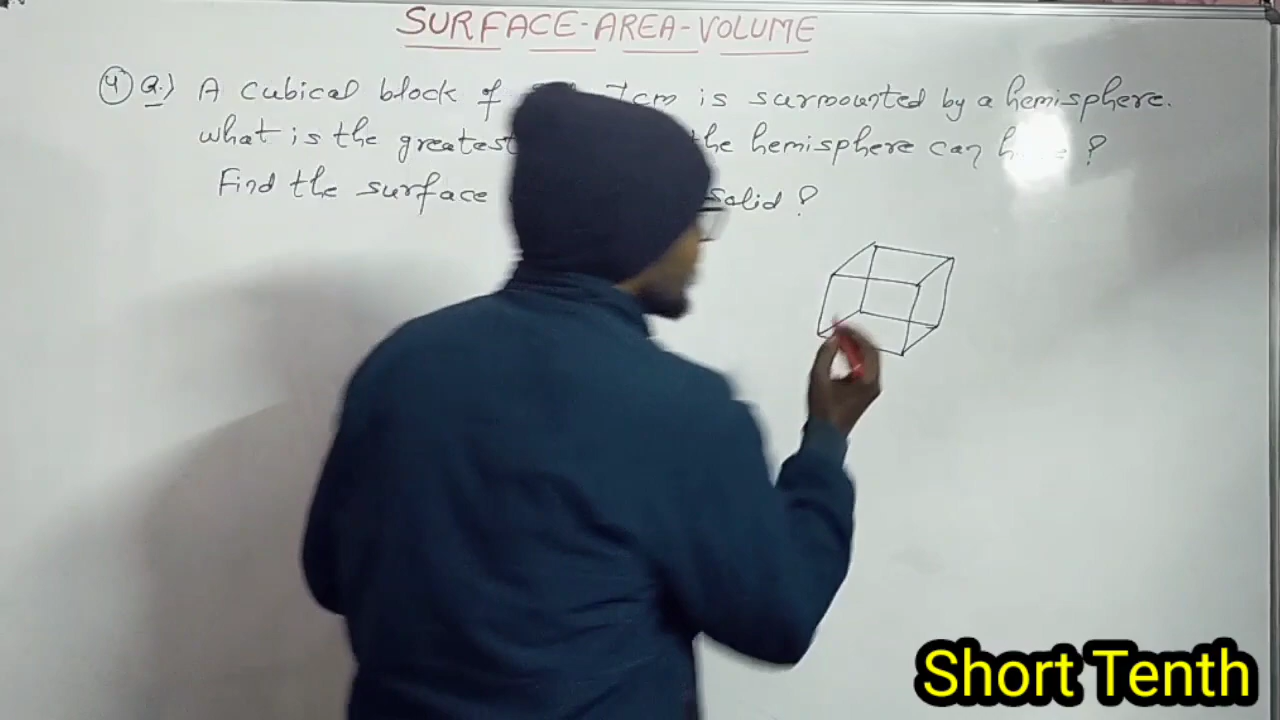 SURFACE-AREA-VOLUME
4 Q.) A cubical block of 7cm is surmounted by a hemisphere.
What is the greatest the hemisphere can ?
Find the surface solid ?
Short Tenth